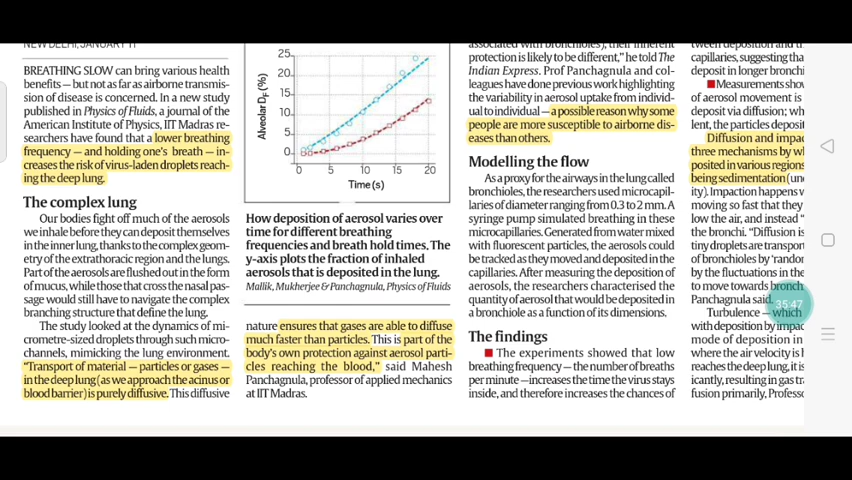 NEW DELHI, JANUARY 11
BREATHING SLOW can bring various health
benefits — but not as far as airborne transmis-
sion of disease is concerned. In a new study
published in Physics of Fluids, a journal of the
American Institute of Physics, IIT Madras re-
searchers have found that a lower breathing
frequency — and holding one's breath — in-
creases the risk of virus-laden droplets reach-
ing the deep lung.
The complex lung
Our bodies fight off much of the aerosols
we inhale before they can deposit themselves
in the inner lung, thanks to the complex geom-
etry of the extrathoracic region and the lungs.
Part of the aerosols are flushed out in the form
of mucus, while those that cross the nasal pas-
sage would still have to navigate the complex
branching structure that define the lung.
The study looked at the dynamics of mi-
crometre-sized droplets through such micro-
channels, mimicking the lung environment.
"Transport of material — particles or gases —
in the deep lung (as we approach the acinus or
blood barrier) is purely diffusive. This diffusive
25
20
15
10
5
0
Alveolar DF (%)
0 5 10 15 20
Time (s)
How deposition of aerosol varies over
time for different breathing
frequencies and breath hold times. The
y-axis plots the fraction of inhaled
aerosols that is deposited in the lung.
Mallik, Mukherjee & Panchagnula, Physics of Fluids
nature ensures that gases are able to diffuse
much faster than particles. This is part of the
body's own protection against aerosol parti-
cles reaching the blood," said Mahesh
Panchagnula, professor of applied mechanics
at IIT Madras.
associated with bronchioles), their inherent
protection is likely to be different," he told The
Indian Express. Prof Panchagnula and col-
leagues have done previous work highlighting
the variability in aerosol uptake from individ-
ual to individual — a possible reason why some
people are more susceptible to airborne dis-
eases than others.
Modelling the flow
As a proxy for the airways in the lung called
bronchioles, the researchers used microcapil-
laries of diameter ranging from 0.3 to 2 mm. A
syringe pump simulated breathing in these
microcapillaries. Generated from water mixed
with fluorescent particles, the aerosols could
be tracked as they moved and deposited in the
capillaries. After measuring the deposition of
aerosols, the researchers characterised the
quantity of aerosol that would be deposited in
a bronchiole as a function of its dimensions.
The findings
The experiments showed that low
breathing frequency — the number of breaths
per minute — increases the time the virus stays
inside, and therefore increases the chances of
tween deposition and t
capillaries, suggesting tha
deposit in longer bronchi
Measurements show
of aerosol movement is
deposit via diffusion; wh
lent, the particles deposit
Diffusion and impac
three mechanisms by wh
posited in various regions
being sedimentation (un
ity). Impaction happens w
moving so fast that they
low the air, and instead "
the bronchi. "Diffusion is
tiny droplets are transport
of bronchioles by 'randor
by the fluctuations in the
to move towards bronch
Panchagnula said.
Turbulence — which
with deposition by impac
mode of deposition in
where the air velocity is h
reaches the deep lung, it is
icantly, resulting in gas tra
fusion primarily, Professo
35:47